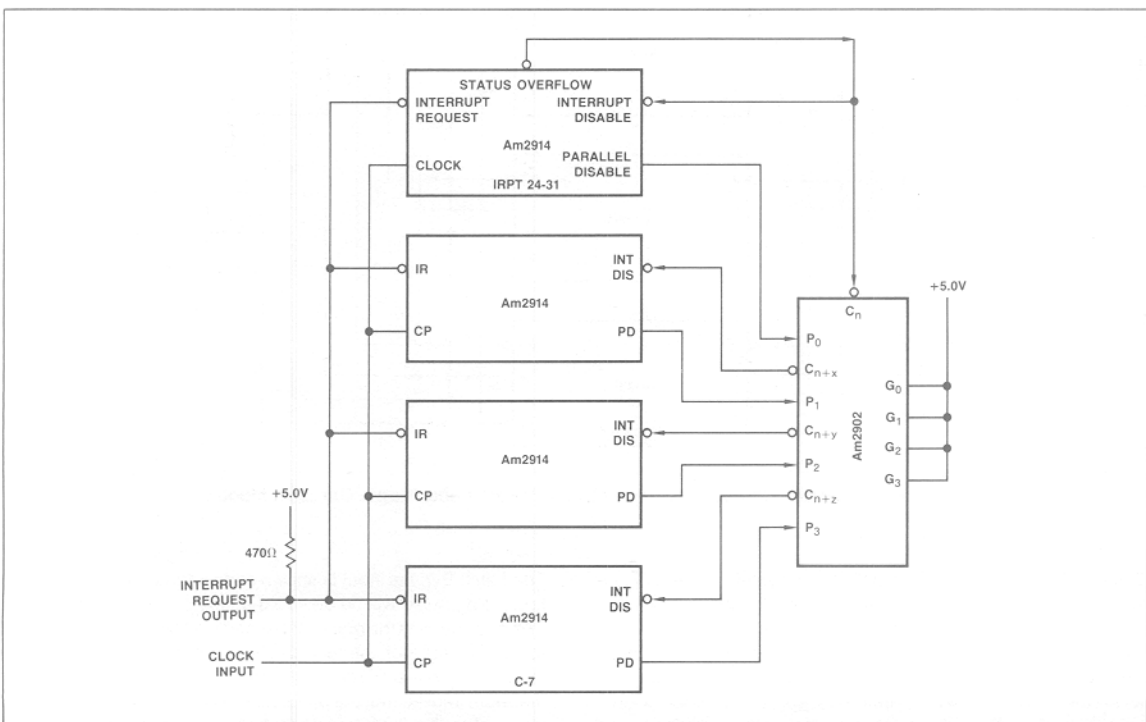 STATUS OVERFLOW
INTERRUPT
REQUEST
INTERRUPT
DISABLE
Am2914
CLOCK
PARALLEL
DISABLE
IRPT 24-31
IR
INT
DIS
Am2914
CP
PD
+5.0V
Cn
P0
Cn+x
P1
Cn+y
P2
Cn+z
P3
Am2902
G0
G1
G2
G3
IR
INT
DIS
Am2914
CP
PD
+5.0V
470Ω
INTERRUPT
REQUEST
OUTPUT
IR
INT
DIS
Am2914
CLOCK
INPUT
CP
PD
C-7